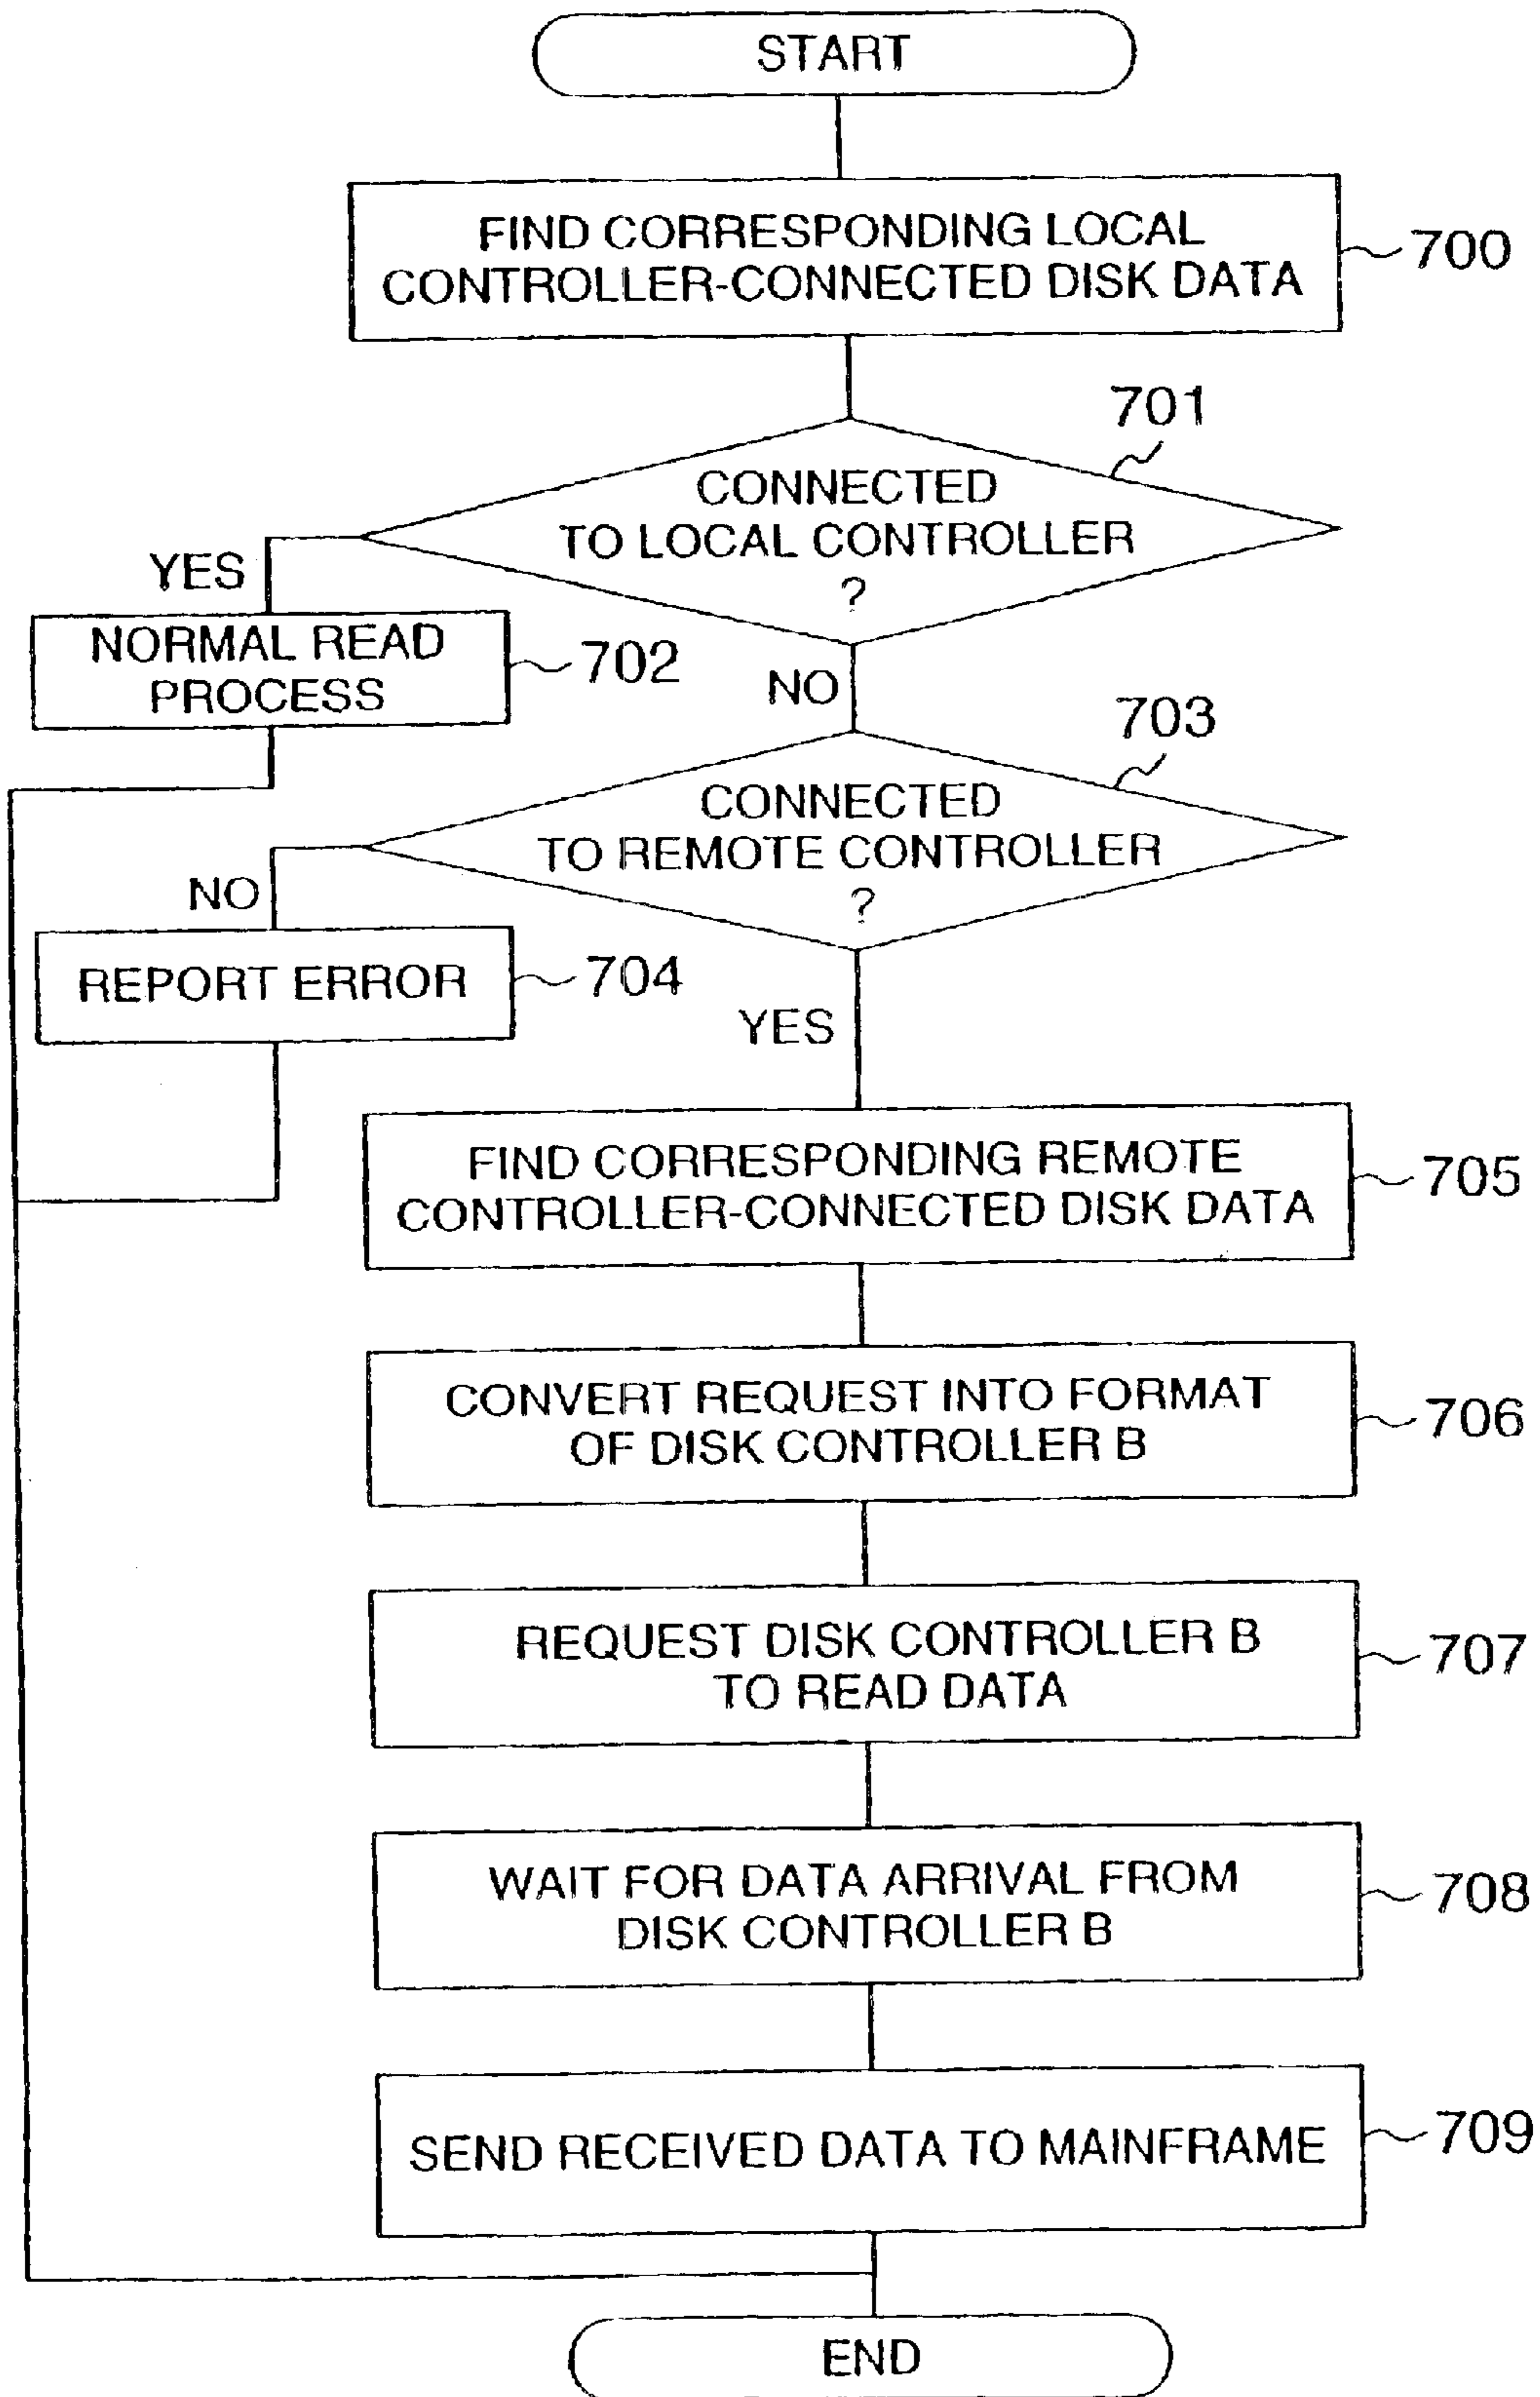 START
FIND CORRESPONDING LOCAL
CONTROLLER-CONNECTED DISK DATA
700
701
CONNECTED
TO LOCAL CONTROLLER
?
YES
NORMAL READ
PROCESS
702
NO
703
CONNECTED
TO REMOTE CONTROLLER
?
NO
REPORT ERROR
704
YES
FIND CORRESPONDING REMOTE
CONTROLLER-CONNECTED DISK DATA
705
CONVERT REQUEST INTO FORMAT
OF DISK CONTROLLER B
706
REQUEST DISK CONTROLLER B
TO READ DATA
707
WAIT FOR DATA ARRIVAL FROM
DISK CONTROLLER B
708
SEND RECEIVED DATA TO MAINFRAME
709
END